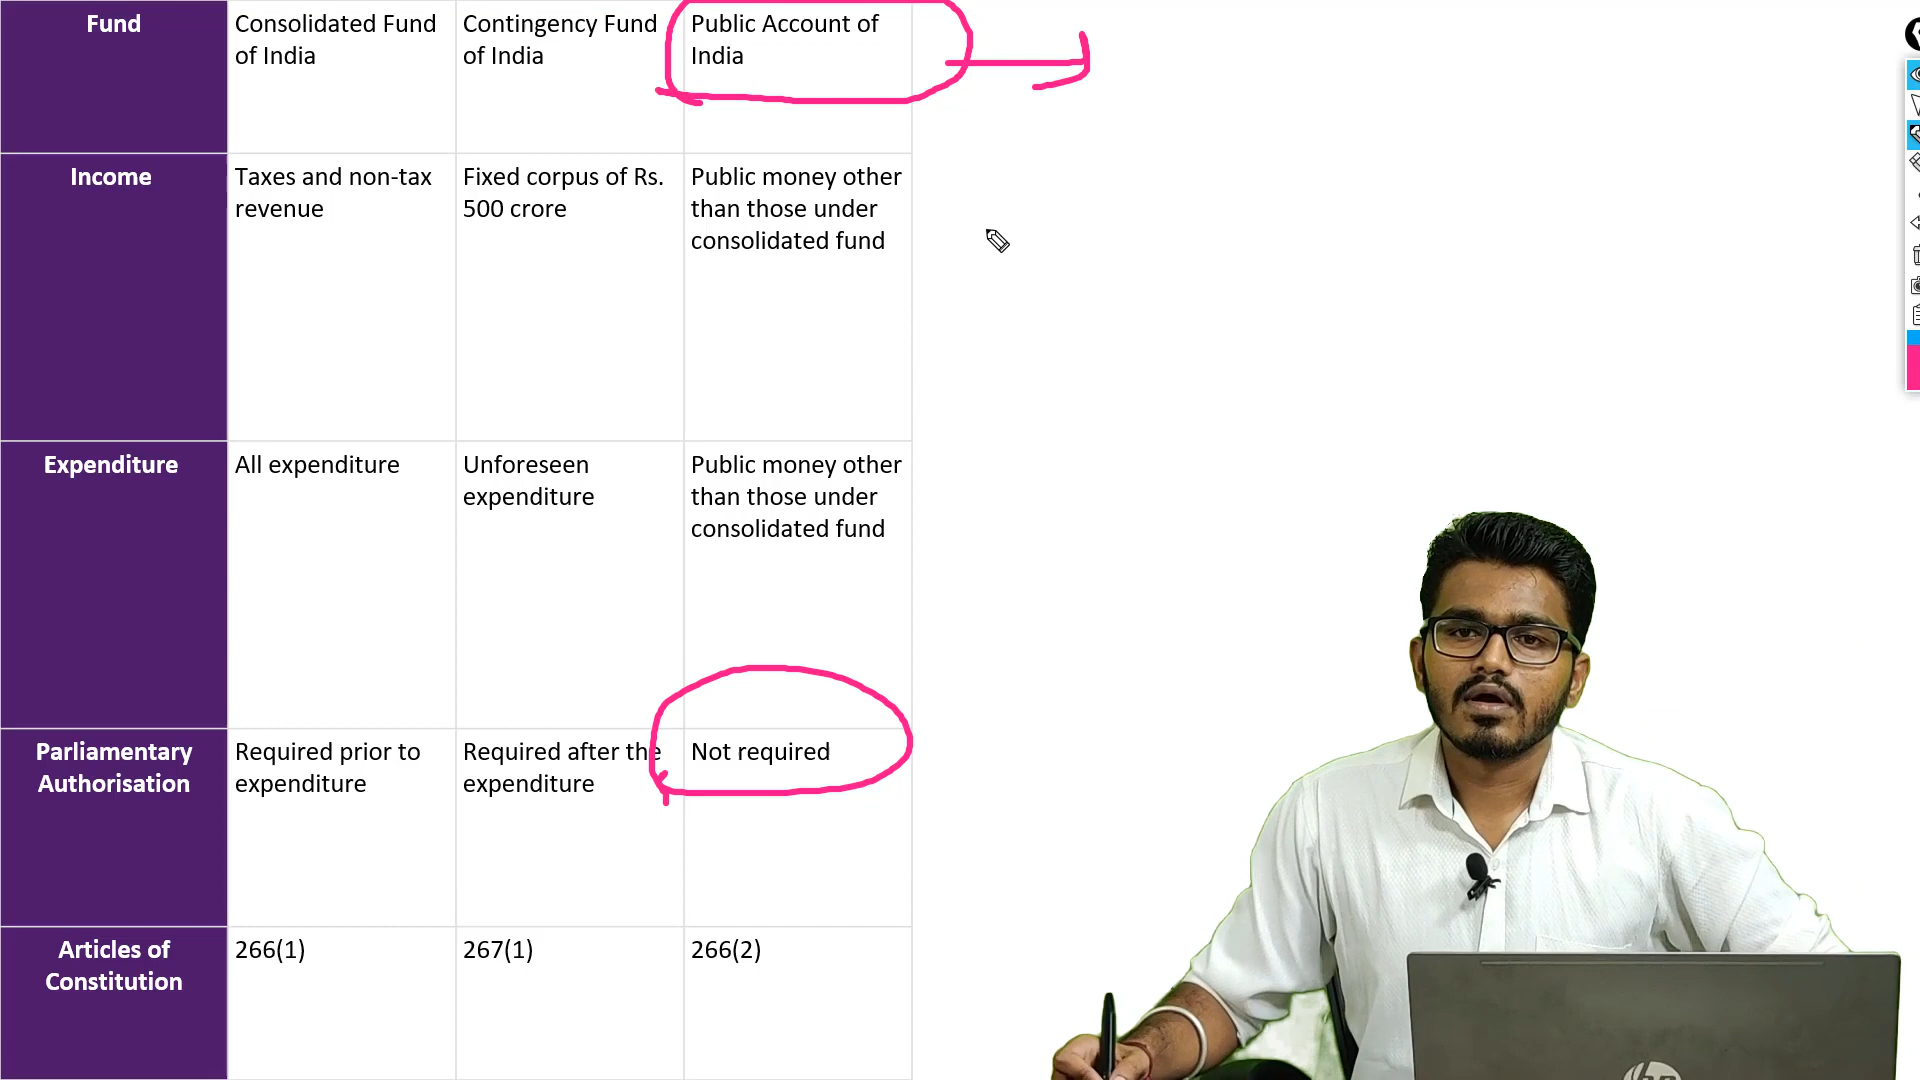 Fund
Consolidated Fund
of India
Contingency Fund
of India
Public Account of
India
Income
Taxes and non-tax
revenue
Fixed corpus of Rs.
500 crore
Public money other
than those under
consolidated fund
Expenditure
All expenditure
Unforeseen
expenditure
Public money other
than those under
consolidated fund
Parliamentary
Authorisation
Required prior to
expenditure
Required after the
expenditure
Not required
Articles of
Constitution
266(1)
267(1)
266(2)
hp